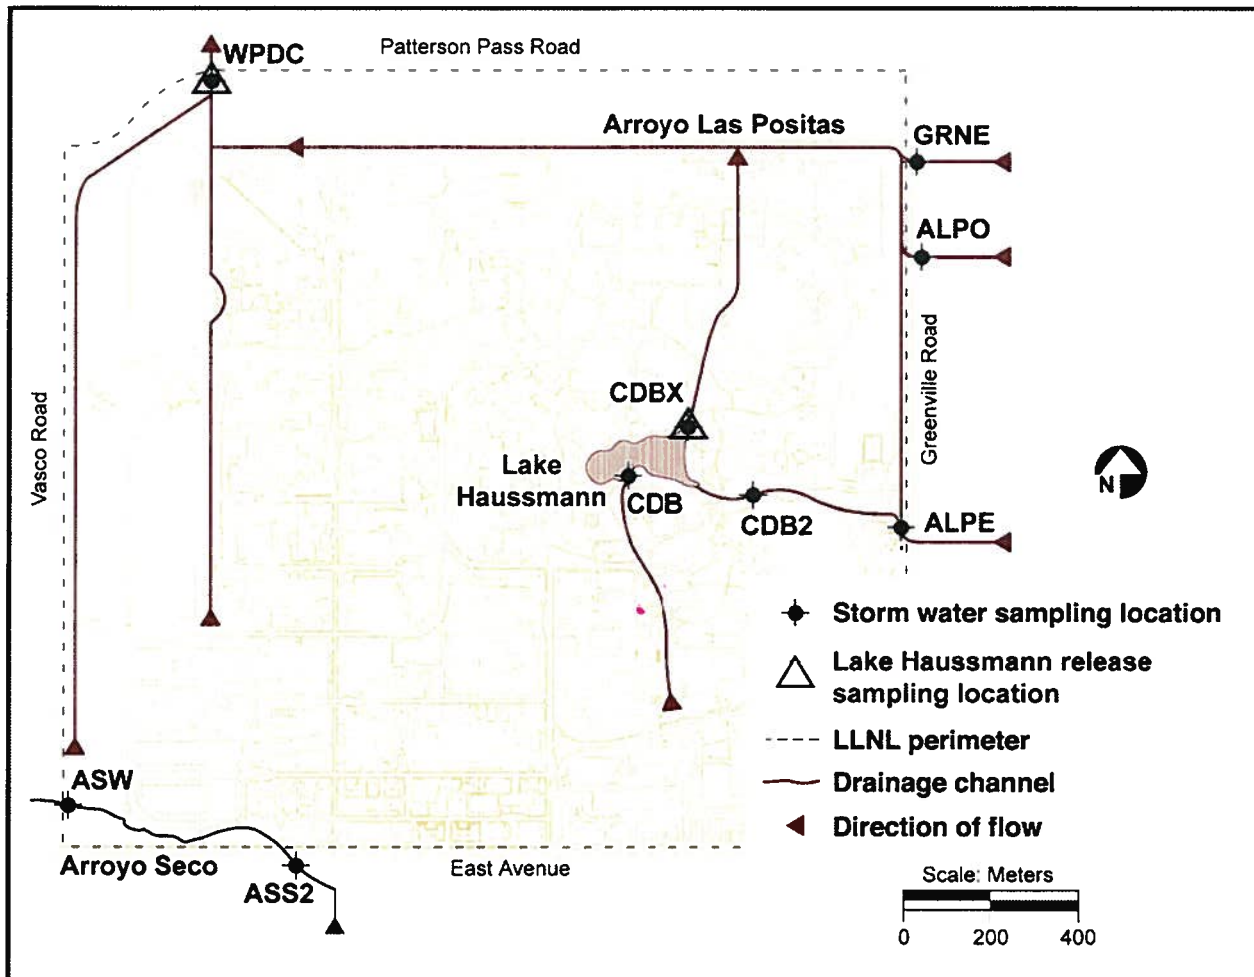 WPDC
Patterson Pass Road
Arroyo Las Positas
GRNE
ALPO
Greenville Road
Vasco Road
CDBX
Lake
Haussmann
CDB
CDB2
ALPE
N
Storm water sampling location
Lake Haussmann release
sampling location
LLNL perimeter
Drainage channel
Direction of flow
ASW
Arroyo Seco
ASS2
East Avenue
Scale: Meters
0 200 400